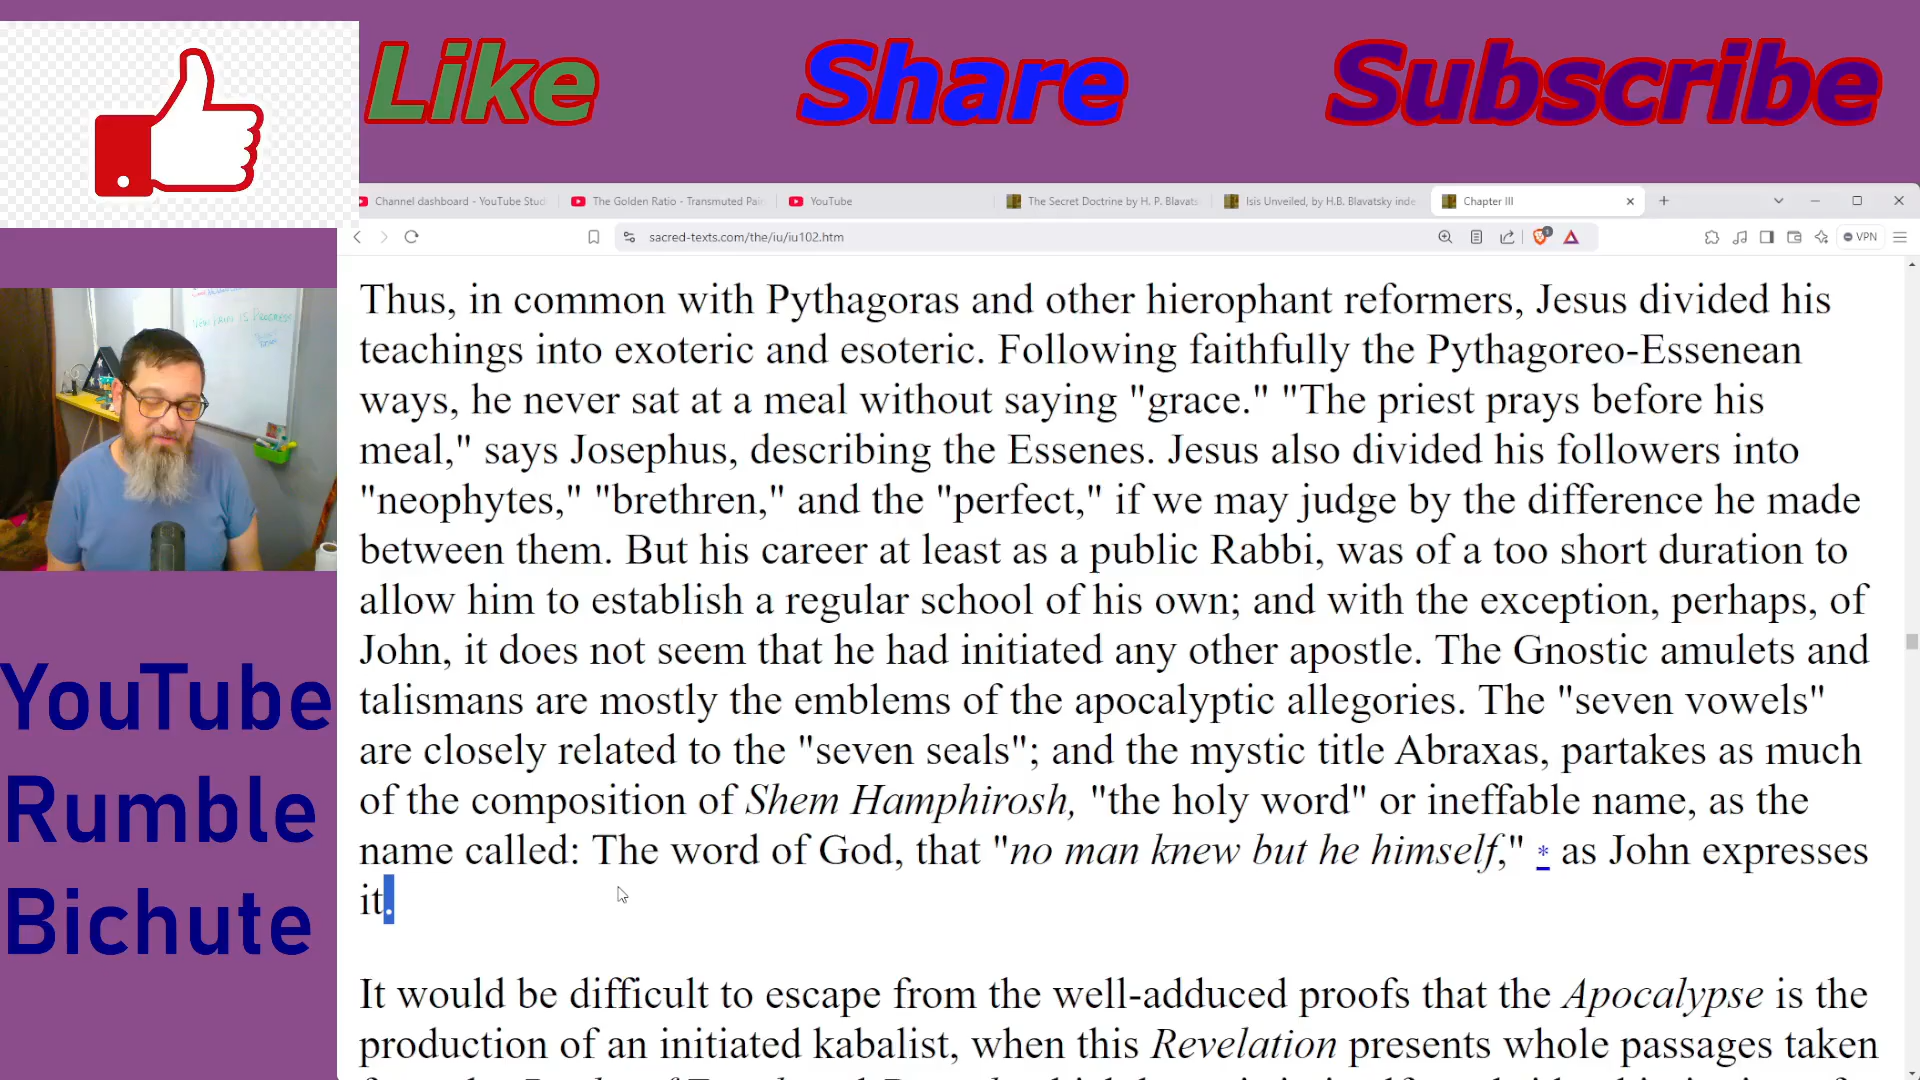 Like Share Subscribe
Channel dashboard - YouTube Stud
The Golden Ratio - Transmuted Pai
YouTube
The Secret Doctrine by H. P. Blavats
Isis Unveiled, by H.B. Blavatsky inde
Chapter III
sacred-texts.com/the/iu/iu102.htm
VPN
Thus, in common with Pythagoras and other hierophant reformers, Jesus divided his
teachings into exoteric and esoteric. Following faithfully the Pythagoreo-Essenean
ways, he never sat at a meal without saying "grace." "The priest prays before his
meal," says Josephus, describing the Essenes. Jesus also divided his followers into
"neophytes," "brethren," and the "perfect," if we may judge by the difference he made
between them. But his career at least as a public Rabbi, was of a too short duration to
allow him to establish a regular school of his own; and with the exception, perhaps, of
John, it does not seem that he had initiated any other apostle. The Gnostic amulets and
talismans are mostly the emblems of the apocalyptic allegories. The "seven vowels"
are closely related to the "seven seals"; and the mystic title Abraxas, partakes as much
of the composition of Shem Hamphirosh, "the holy word" or ineffable name, as the
name called: The word of God, that "no man knew but he himself," * as John expresses
it.
It would be difficult to escape from the well-adduced proofs that the Apocalypse is the
production of an initiated kabalist, when this Revelation presents whole passages taken
YouTube
Rumble
Bichute